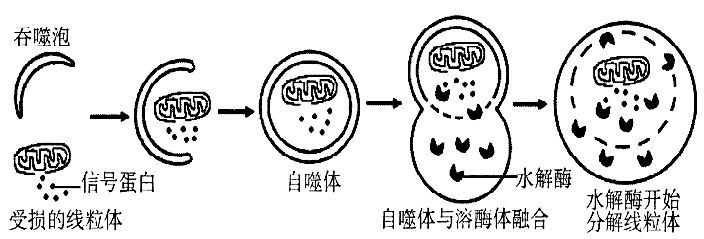 吞噬泡
信号蛋白
受损的线粒体
自噬体
水解酶
自噬体与溶酶体融合
水解酶开始
分解线粒体